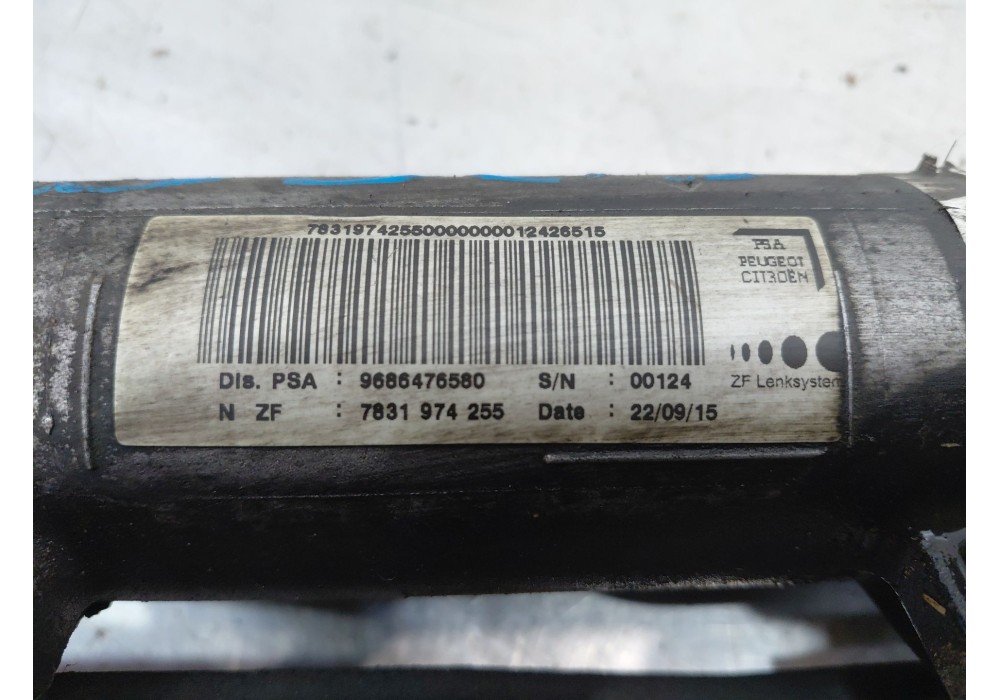 78319742550000000012426515
PSA
PEUGEOT
CITROËN
Dis. PSA : 9686476580 S/N : 00124
ZF Lenksystem
N ZF : 7831 974 255 Date : 22/09/15